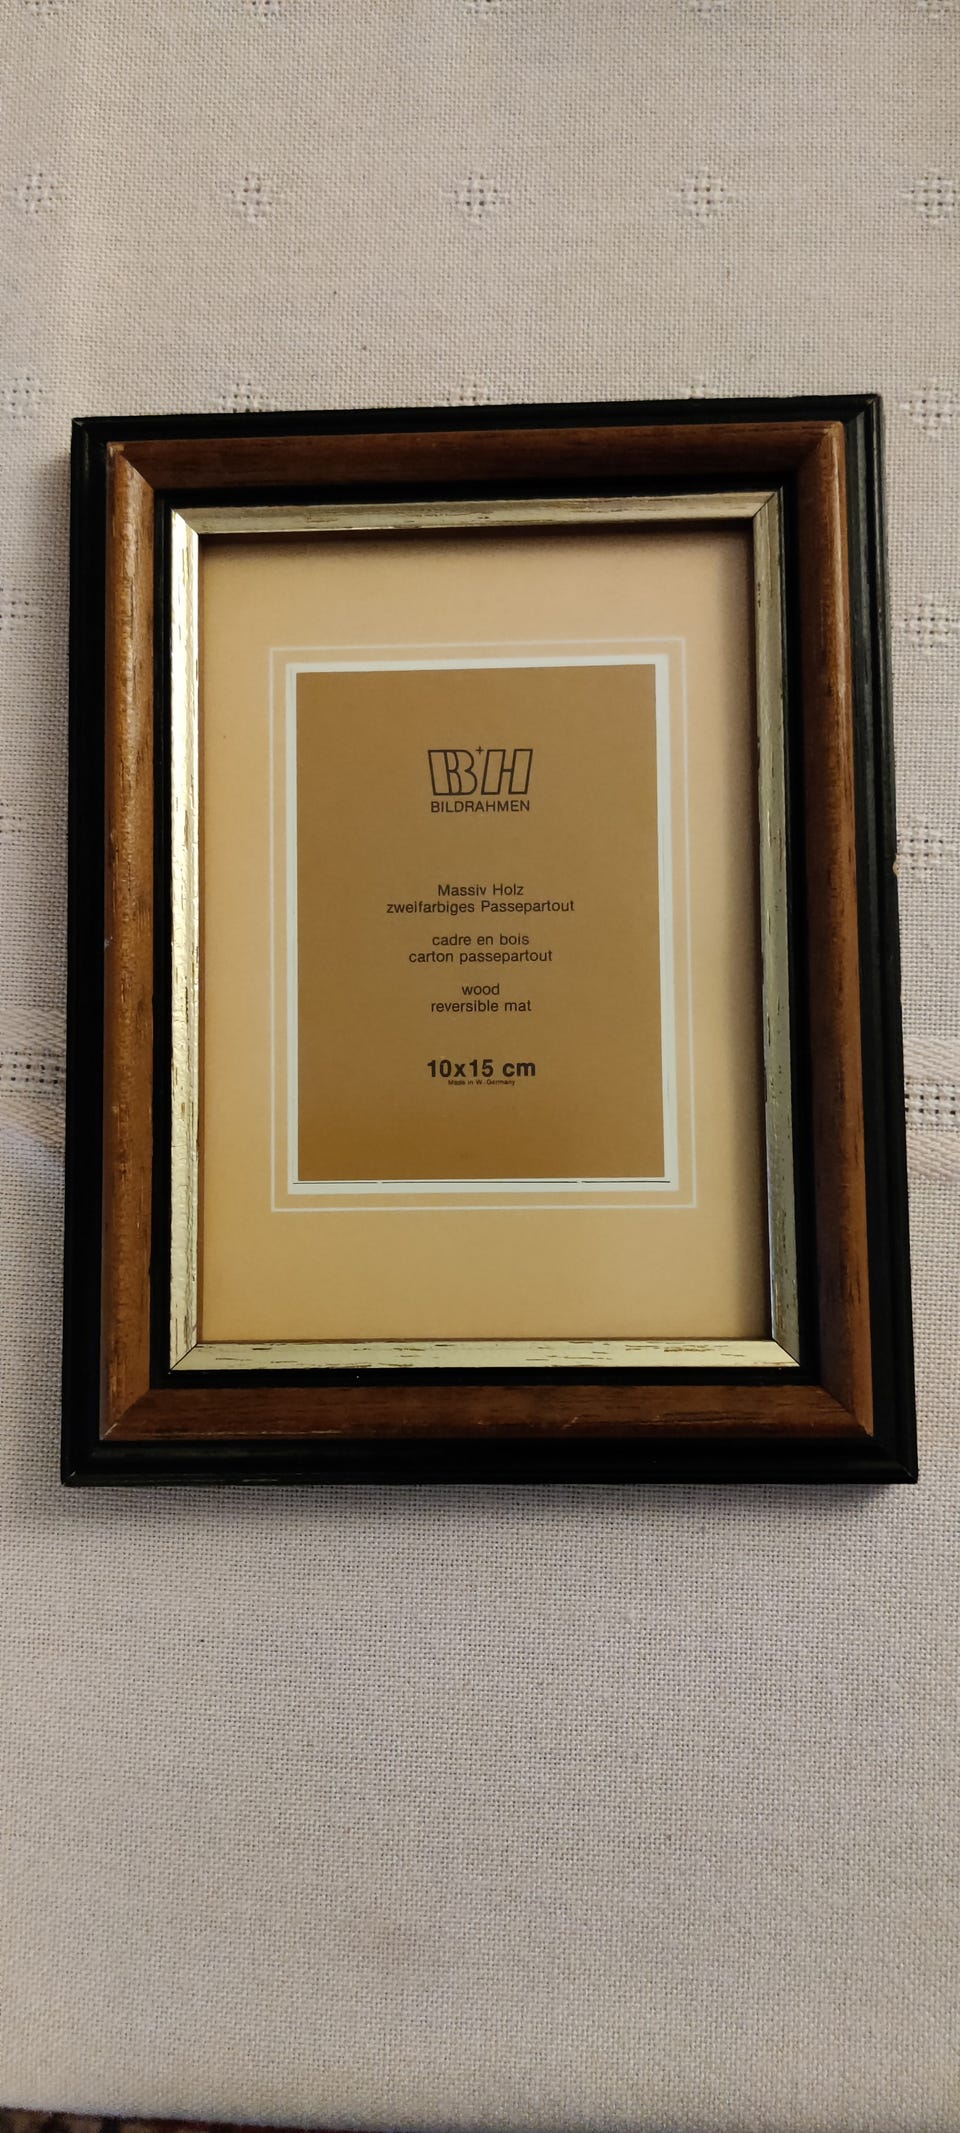 B+H
BILDRAHMEN
Massiv Holz
zweifarbiges Passepartout
cadre en bois
carton passepartout
wood
reversible mat
10x15 cm
Made in W.-Germany